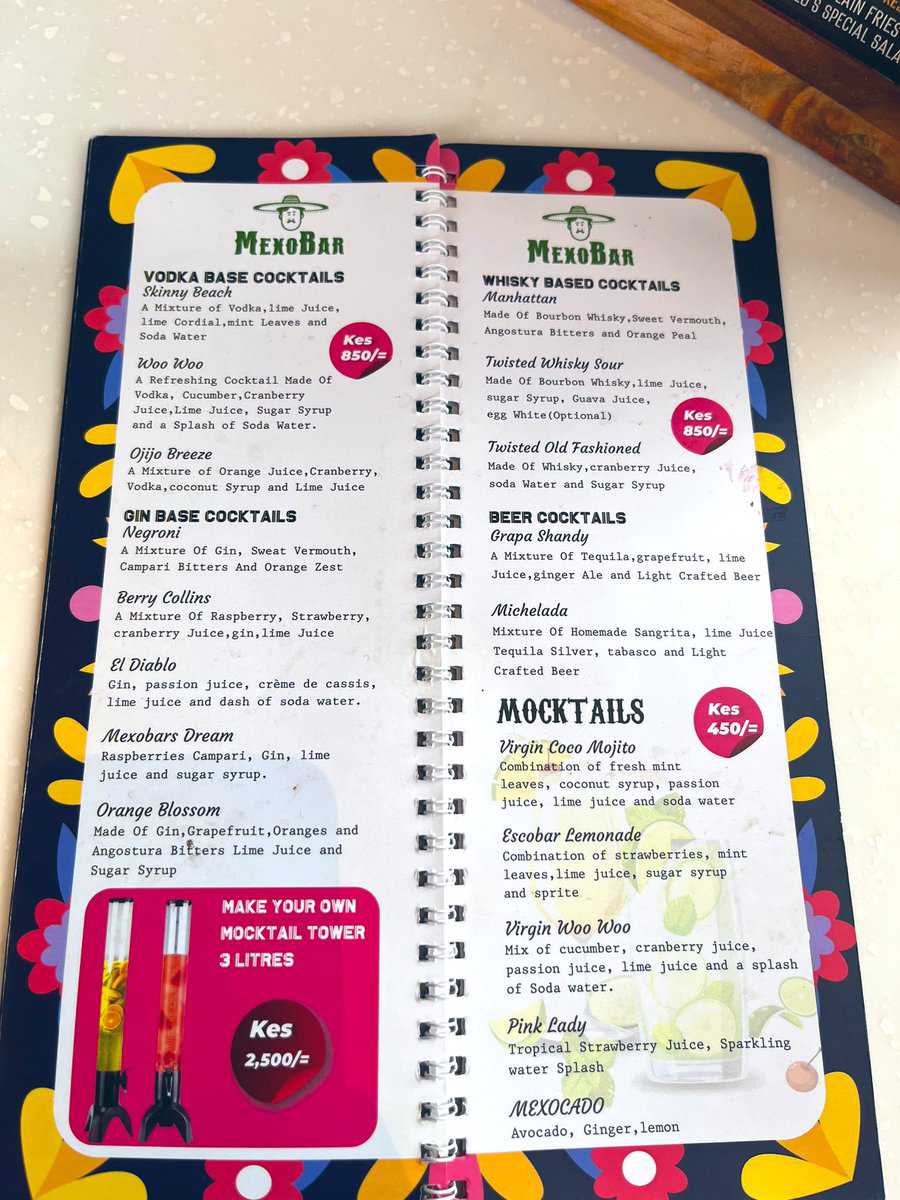 LAIN FRIES
O'S SPECIAL SALA
MEXOBAR
VODKA BASE COCKTAILS
Skinny Beach
A Mixture of Vodka,lime Juice,
lime Cordial,mint Leaves and
Soda Water
Kes
850/=
Woo Woo
A Refreshing Cocktail Made Of
Vodka, Cucumber,Cranberry
Juice,Lime Juice, Sugar Syrup
and a Splash of Soda Water.
Ojijo Breeze
A Mixture of Orange Juice,Cranberry,
Vodka,coconut Syrup and Lime Juice
GIN BASE COCKTAILS
Negroni
A Mixture Of Gin, Sweat Vermouth,
Campari Bitters And Orange Zest
Berry Collins
A Mixture Of Raspberry, Strawberry,
cranberry Juice,gin,lime Juice
El Diablo
Gin, passion juice, crème de cassis,
lime juice and dash of soda water.
Mexobars Dream
Raspberries Campari, Gin, lime
juice and sugar syrup.
Orange Blossom
Made Of Gin,Grapefruit,Oranges and
Angostura Bitters Lime Juice and
Sugar Syrup
MAKE YOUR OWN
MOCKTAIL TOWER
3 LITRES
Kes
2,500/=
MEXOBAR
WHISKY BASED COCKTAILS
Manhattan
Made Of Bourbon Whisky,Sweet Vermouth,
Angostura Bitters and Orange Peal
Twisted Whisky Sour
Made Of Bourbon Whisky,lime Juice,
sugar Syrup, Guava Juice,
egg White(Optional)
Kes
850/=
Twisted Old Fashioned
Made Of Whisky,cranberry Juice,
soda Water and Sugar Syrup
BEER COCKTAILS
Grapa Shandy
A Mixture Of Tequila,grapefruit, lime
Juice,ginger Ale and Light Crafted Beer
Michelada
Mixture Of Homemade Sangrita, lime Juice
Tequila Silver, tabasco and Light
Crafted Beer
MOCKTAILS
Kes
450/=
Virgin Coco Mojito
Combination of fresh mint
leaves, coconut syrup, passion
juice, lime juice and soda water
Escobar Lemonade
Combination of strawberries, mint
leaves,lime juice, sugar syrup
and sprite
Virgin Woo Woo
Mix of cucumber, cranberry juice,
passion juice, lime juice and a splash
of Soda water.
Pink Lady
Tropical Strawberry Juice, Sparkling
water Splash
MEXOCADO
Avocado, Ginger,lemon